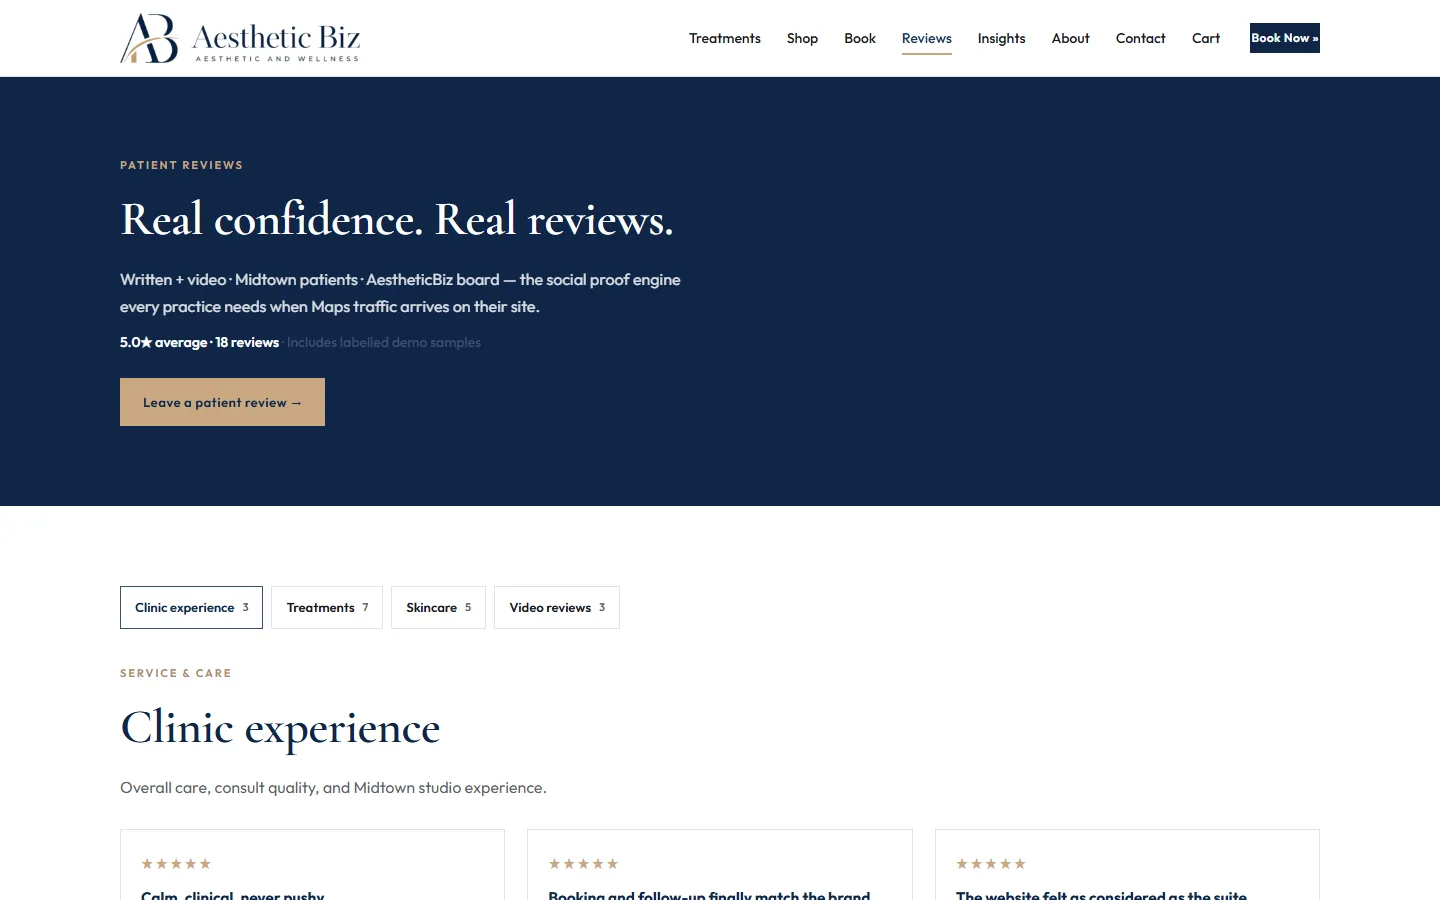 AB Aesthetic Biz
AESTHETIC AND WELLNESS
Treatments Shop Book Reviews Insights About Contact Cart Book Now »
PATIENT REVIEWS
Real confidence. Real reviews.
Written + video · Midtown patients · AestheticBiz board — the social proof engine
every practice needs when Maps traffic arrives on their site.
5.0★ average · 18 reviews · Includes labelled demo samples
Leave a patient review →
Clinic experience 3 Treatments 7 Skincare 5 Video reviews 3
SERVICE & CARE
Clinic experience
Overall care, consult quality, and Midtown studio experience.
★★★★★ ★★★★★ ★★★★★
Calm, clinical, never pushy
Booking and follow-up finally match the brand
The website felt as considered as the suite